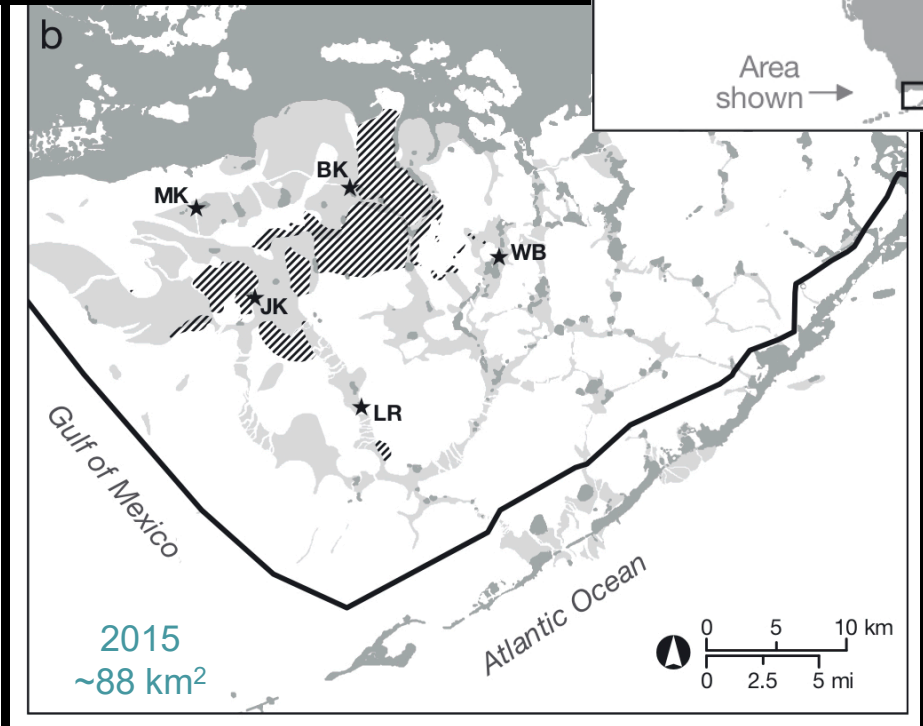 b
Area
shown
BK
MK
WB
JK
LR
Gulf of Mexico
Atlantic Ocean
2015
~88 km²
0 5 10 km
0 2.5 5 mi